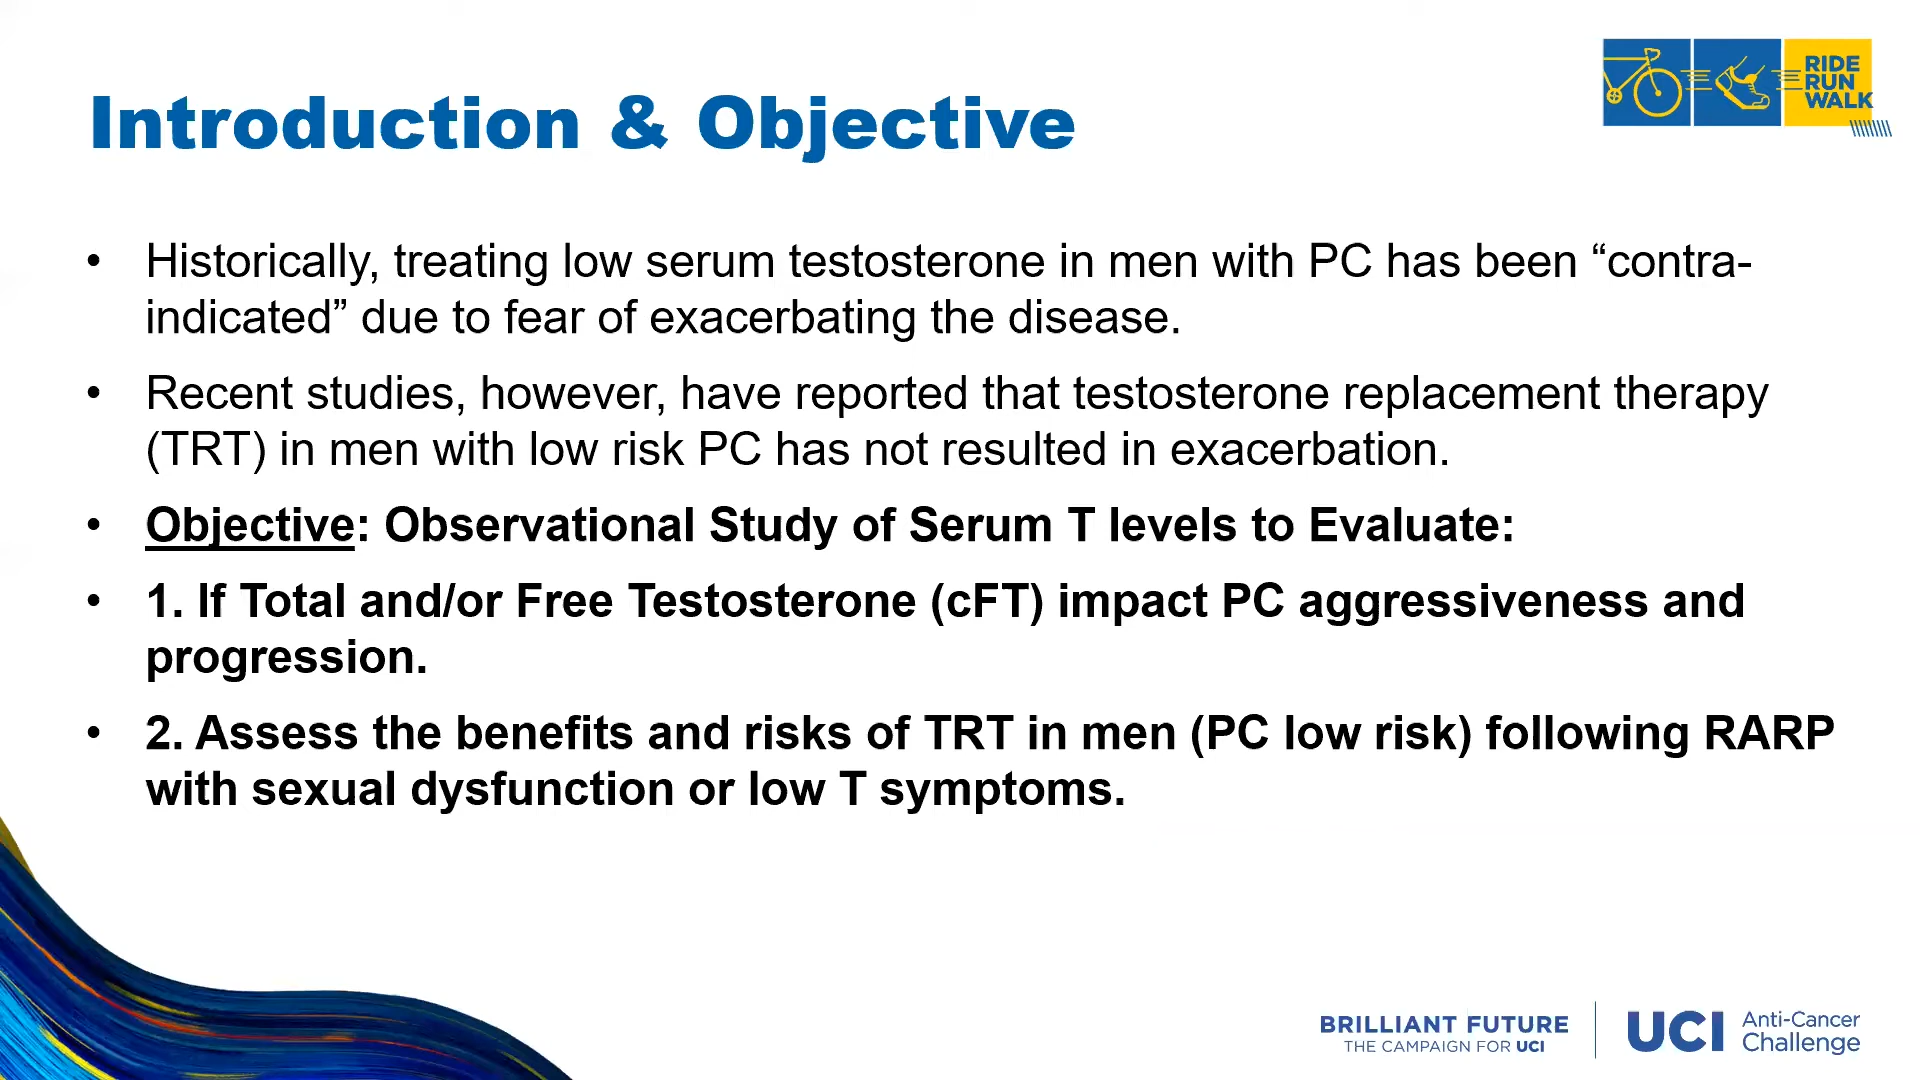 Introduction & Objective
RIDE
RUN
WALK
• Historically, treating low serum testosterone in men with PC has been “contra-
indicated” due to fear of exacerbating the disease.
• Recent studies, however, have reported that testosterone replacement therapy
(TRT) in men with low risk PC has not resulted in exacerbation.
• Objective: Observational Study of Serum T levels to Evaluate:
• 1. If Total and/or Free Testosterone (cFT) impact PC aggressiveness and
progression.
• 2. Assess the benefits and risks of TRT in men (PC low risk) following RARP
with sexual dysfunction or low T symptoms.
BRILLIANT FUTURE
THE CAMPAIGN FOR UCI
UCI Anti-Cancer
Challenge